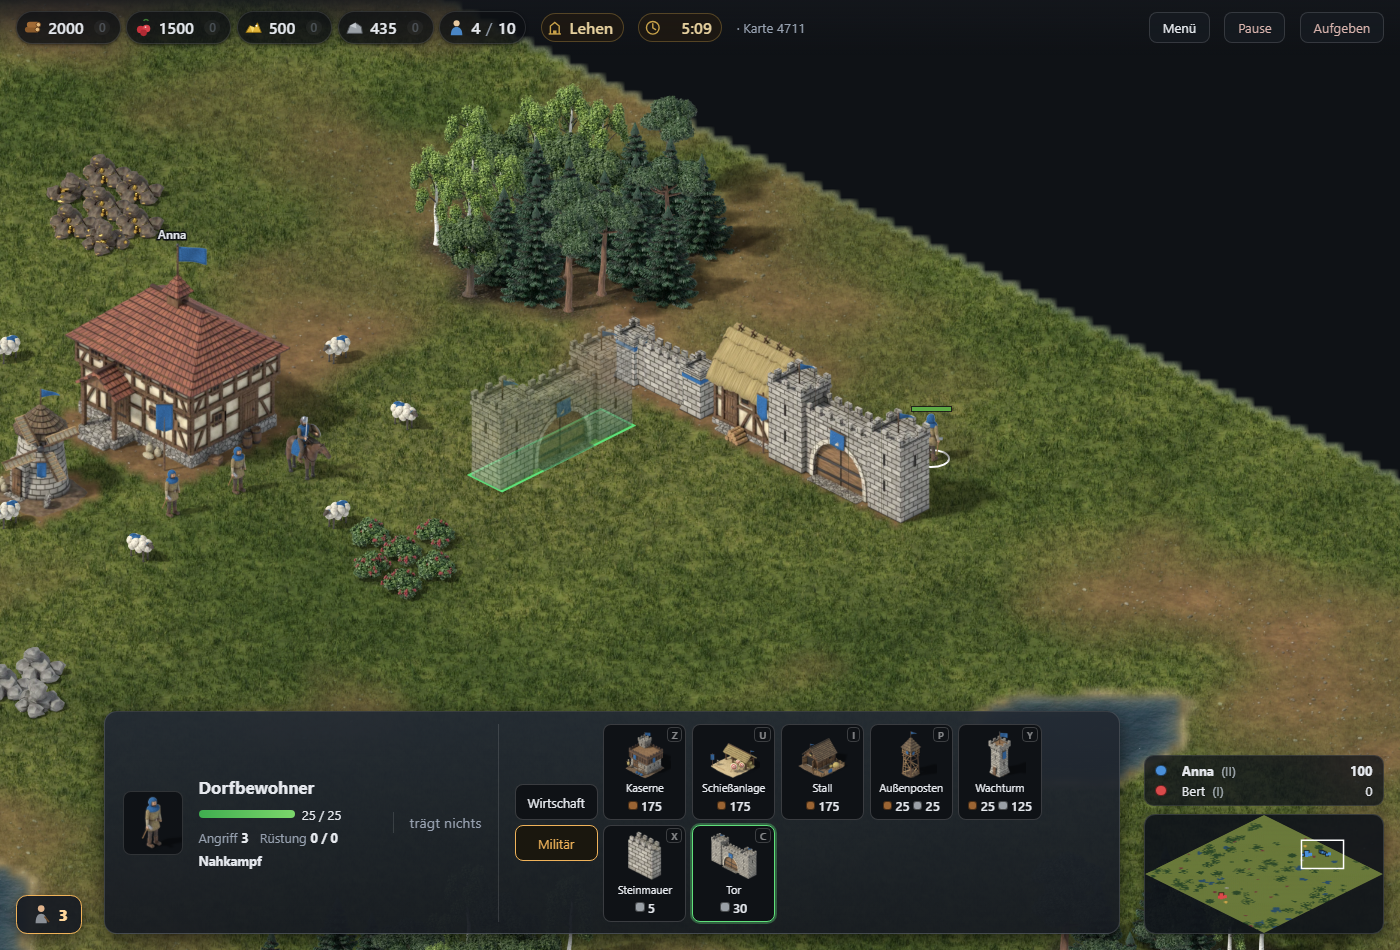 2000 0 1500 0 500 0 435 0 4 / 10 Lehen 5:09 · Karte 4711 Menü Pause Aufgeben
Anna
Dorfbewohner
25 / 25
Angriff 3 Rüstung 0 / 0
Nahkampf
trägt nichts
Wirtschaft
Militär
Z
Kaserne
175
U
Schießanlage
175
I
Stall
175
P
Außenposten
25 25
Y
Wachturm
25 125
X
Steinmauer
5
C
Tor
30
Anna (II) 100
Bert (I) 0
3